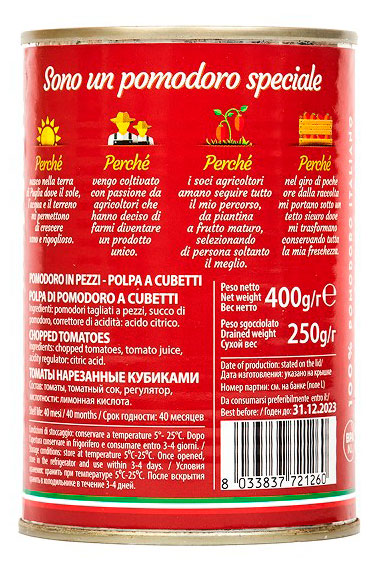 Sono un pomodoro speciale
Perché
nasco nella terra
di Puglia dove il sole,
l'acqua e il terreno
mi permettono
di crescere
sano e rigoglioso.
Perché
vengo coltivato
con passione da
agricoltori che
hanno deciso di
farmi diventare
un prodotto
unico.
Perché
i soci agricoltori
amano seguire tutto
il mio percorso,
da piantina
a frutto maturo,
selezionando
di persona soltanto
il meglio.
Perché
nel giro di poche
ore dalla raccolta
mi portano sotto un
tetto sicuro dove
mi trasformano
conservando tutta
la mia freschezza.
POMODORO IN PEZZI - POLPA A CUBETTI
POLPA DI POMODORO A CUBETTI
Ingredienti: pomodori tagliati a pezzi, succo di
pomodoro, correttore di acidità: acido citrico.
CHOPPED TOMATOES
Ingredients: chopped tomatoes, tomato juice,
acidity regulator: citric acid.
ТОМАТЫ НАРЕЗАННЫЕ КУБИКАМИ
Состав: томаты, томатный сок, регулятор,
кислотности: лимонная кислота.
Shelf life: 40 mesi / 40 months / Срок годности: 40 месяцев
Condizioni di stoccaggio: conservare a temperature 5°- 25°C. Dopo
l'apertura conservare in frigorifero e consumare entro 3-4 giorni. /
Storage conditions: store at temperature 5°C-25°C. Once opened,
store in the refrigerator and use within 3-4 days. / Условия
хранения: хранить при температуре 5°C-25°C. После вскрытия
хранить в холодильнике в течение 3-4 дней.
Peso netto
Net weight
Вес нетто
400g/г℮
Peso sgocciolato
Drained weight
Сухой вес
250g/г
Date of production: stated on the lid/
Дата изготовления: указано на крышке
Номер партии: см. на банке (поле L)
Da consumarsi preferibilmente entro il:/
Best before: / Годен до: 31.12.2023
8 033837 721260
100% POMODORO ITALIANO